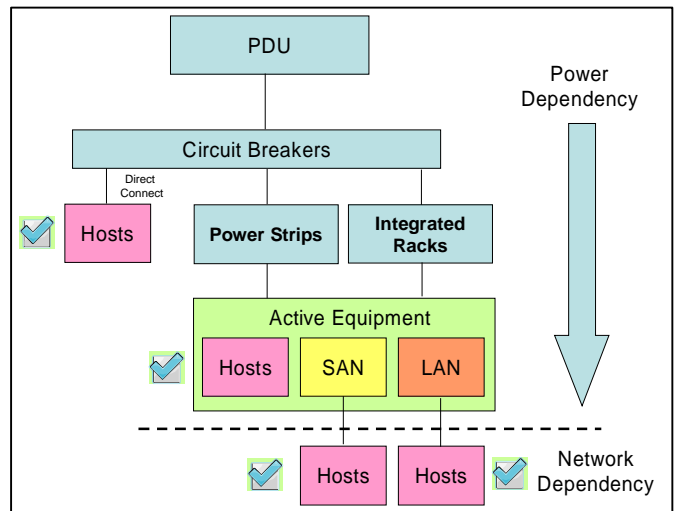 PDU
Power
Dependency
Circuit Breakers
Direct
Connect
Hosts
Power Strips
Integrated
Racks
Active Equipment
Hosts
SAN
LAN
Hosts
Hosts
Network
Dependency